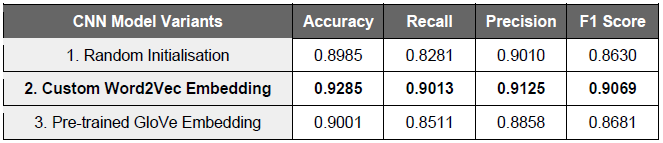 CNN Model Variants Accuracy Recall Precision F1 Score
1. Random Initialisation 0.8985 0.8281 0.9010 0.8630
2. Custom Word2Vec Embedding 0.9285 0.9013 0.9125 0.9069
3. Pre-trained GloVe Embedding 0.9001 0.8511 0.8858 0.8681